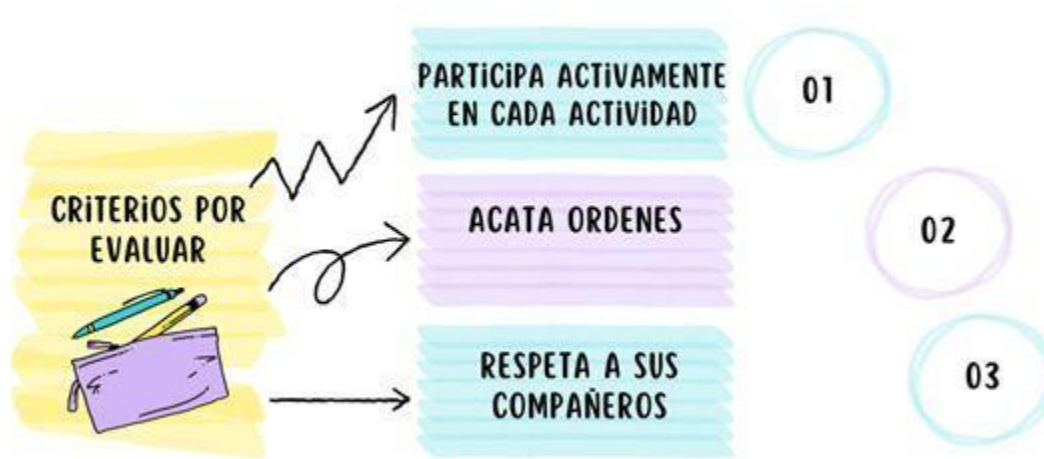 CRITERIOS POR
EVALUAR
PARTICIPA ACTIVAMENTE
EN CADA ACTIVIDAD
01
ACATA ORDENES
02
RESPETA A SUS
COMPAÑEROS
03